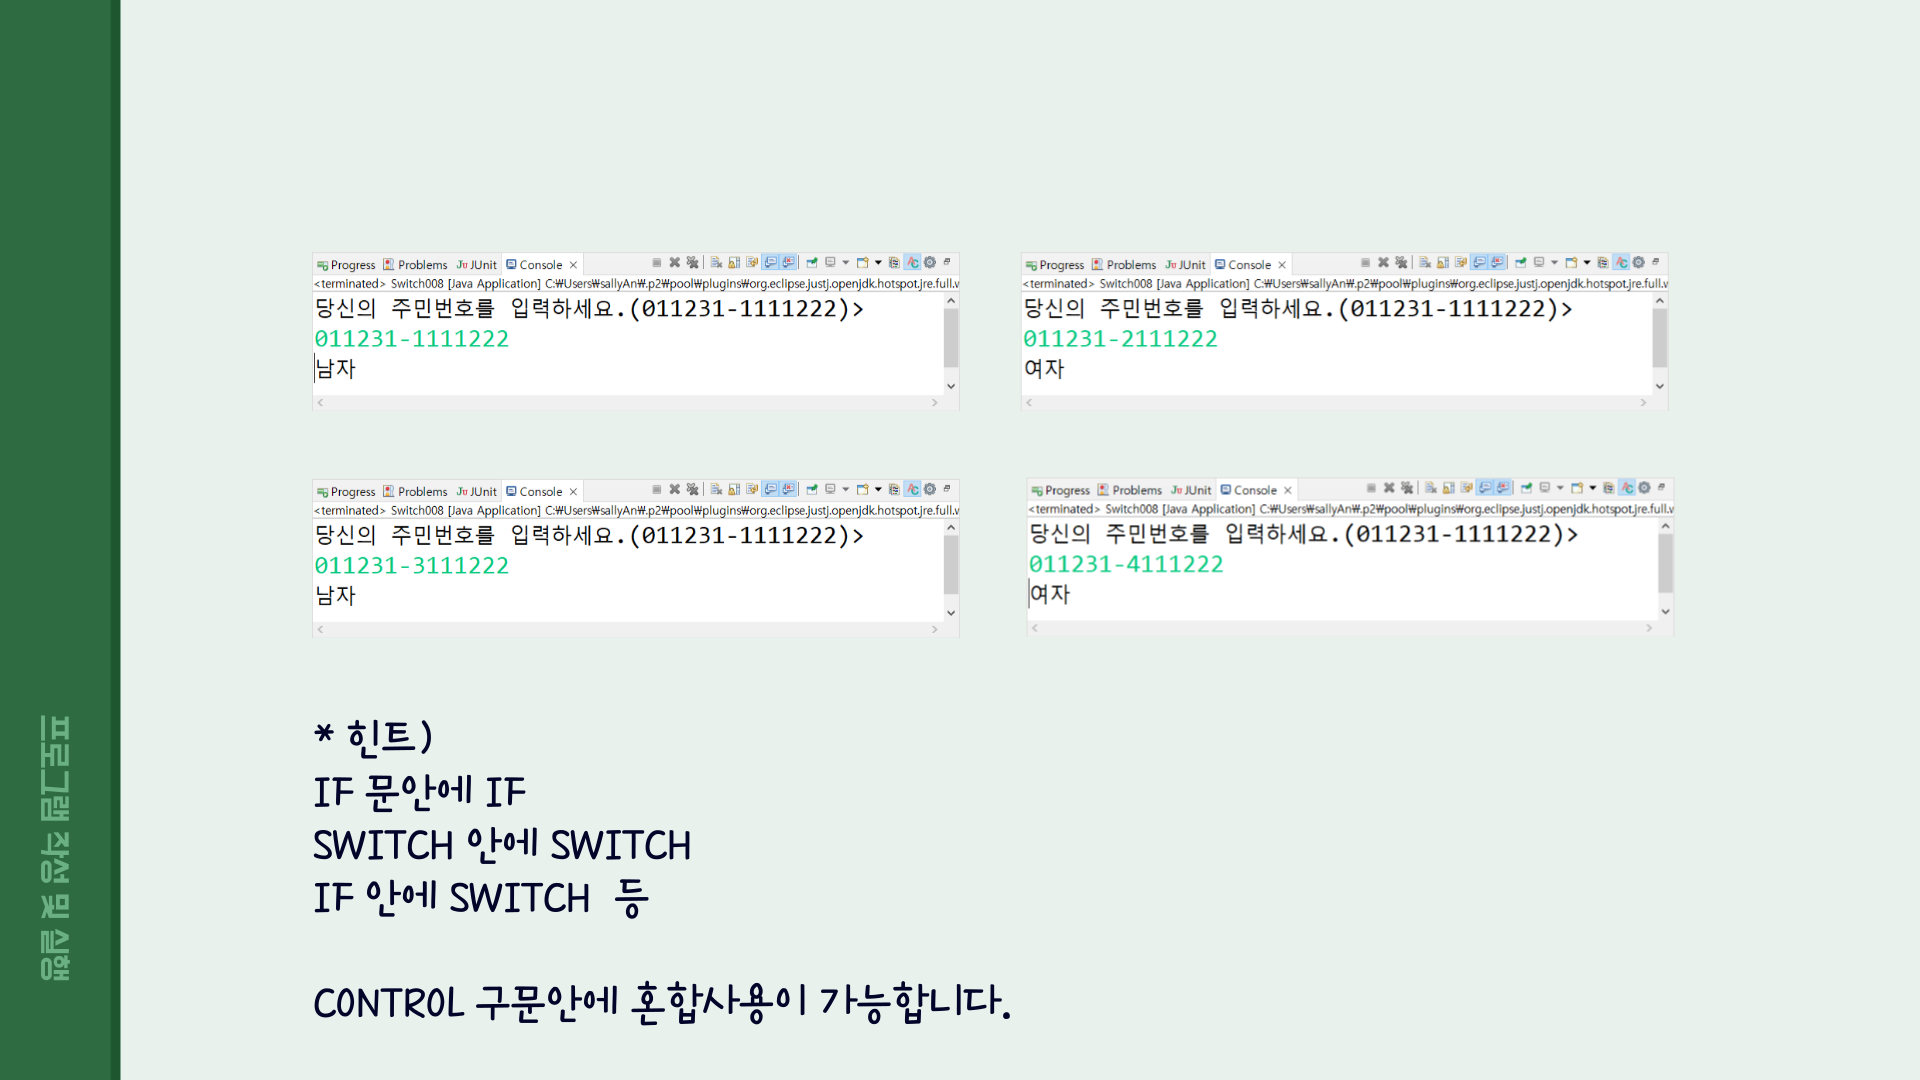 프로그램 작성 및 실행
Progress Problems JUnit Console
<terminated> Switch008 [Java Application] C:₩Users₩sallyAn₩.p2₩pool₩plugins₩org.eclipse.justj.openjdk.hotspot.jre.full.w
당신의 주민번호를 입력하세요.(011231-1111222)>
011231-1111222
남자
Progress Problems JUnit Console
<terminated> Switch008 [Java Application] C:₩Users₩sallyAn₩.p2₩pool₩plugins₩org.eclipse.justj.openjdk.hotspot.jre.full.w
당신의 주민번호를 입력하세요.(011231-1111222)>
011231-2111222
여자
Progress Problems JUnit Console
<terminated> Switch008 [Java Application] C:₩Users₩sallyAn₩.p2₩pool₩plugins₩org.eclipse.justj.openjdk.hotspot.jre.full.w
당신의 주민번호를 입력하세요.(011231-1111222)>
011231-3111222
남자
Progress Problems JUnit Console
<terminated> Switch008 [Java Application] C:₩Users₩sallyAn₩.p2₩pool₩plugins₩org.eclipse.justj.openjdk.hotspot.jre.full.w
당신의 주민번호를 입력하세요.(011231-1111222)>
011231-4111222
여자
* 힌트)
IF 문안에 IF
SWITCH 안에 SWITCH
IF 안에 SWITCH 등
CONTROL 구문안에 혼합사용이 가능합니다.